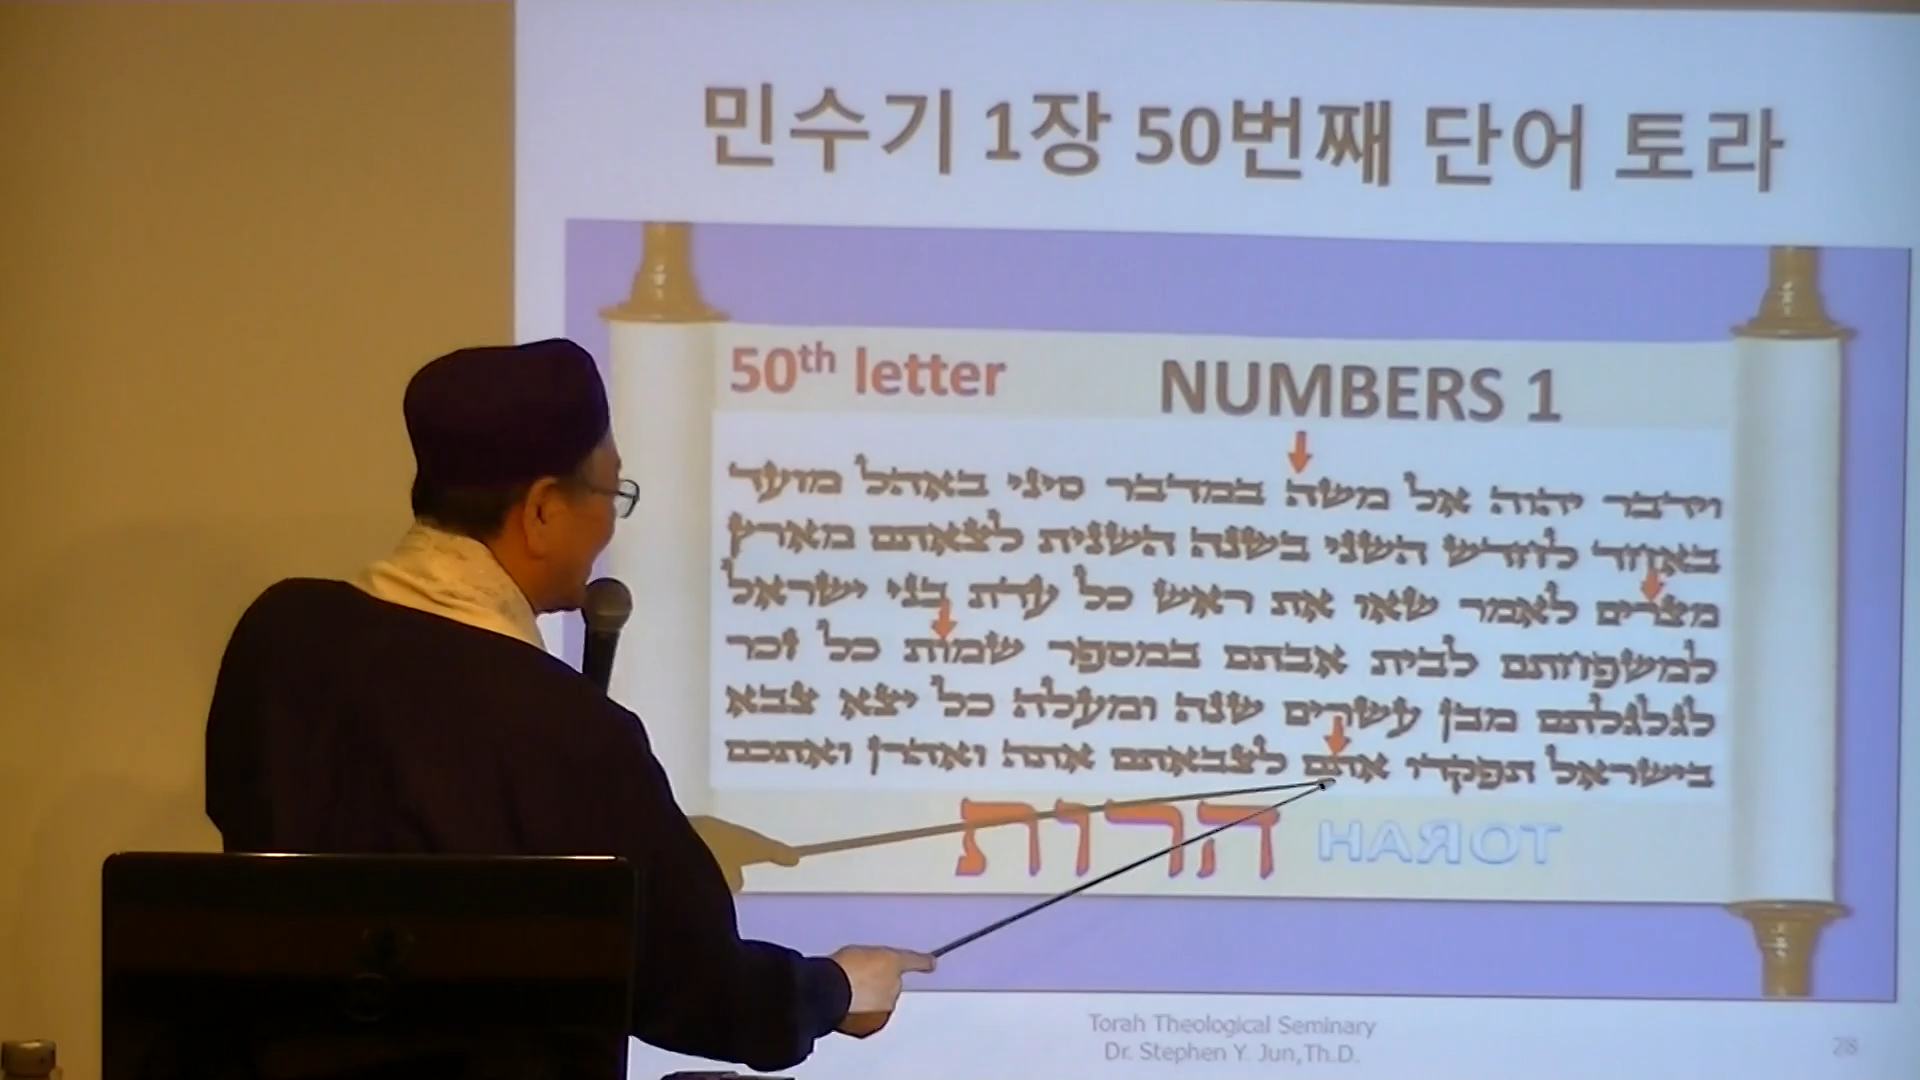 민수기 1장 50번째 단어 토라
50th letter NUMBERS 1
וידבר יהוה אל משה במדבר סיני באהל מועד
באחד לחדש השני בשנה השנית לצאתם מארץ
מצרים לאמר שאו את ראש כל עדת בני ישראל
למשפחתם לבית אבתם במספר שמות כל זכר
לגלגלתם מבן עשרים שנה ומעלה כל יצא צבא
בישראל תפקדו אתם לצבאתם אתה ואהרן ואתכם
הרות HAROT
Torah Theological Seminary
Dr. Stephen Y. Jun,Th.D.
28